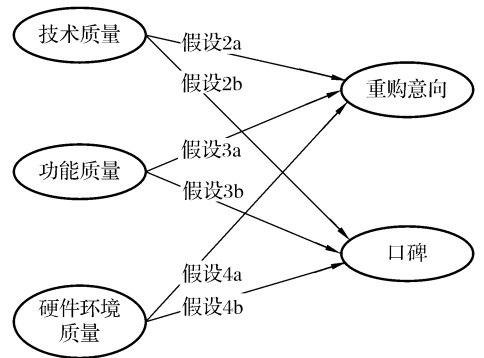 技术质量
假设2a
假设2b
重购意向
假设3a
功能质量
假设3b
口碑
假设4a
硬件环境
质量
假设4b